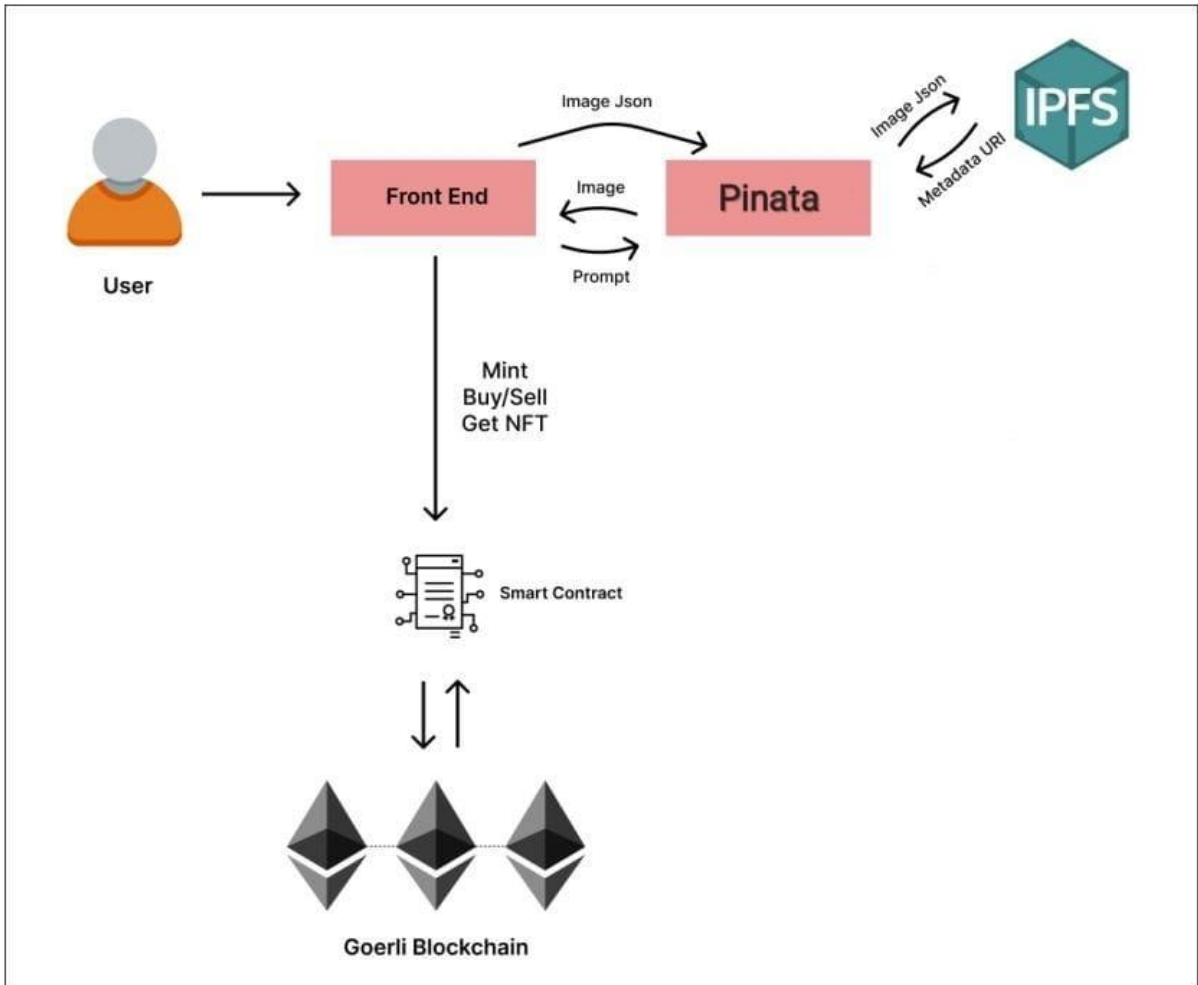 Image Json
Image Json
IPFS
Metadata URI
Front End
Image
Pinata
Prompt
User
Mint
Buy/Sell
Get NFT
Smart Contract
Goerli Blockchain